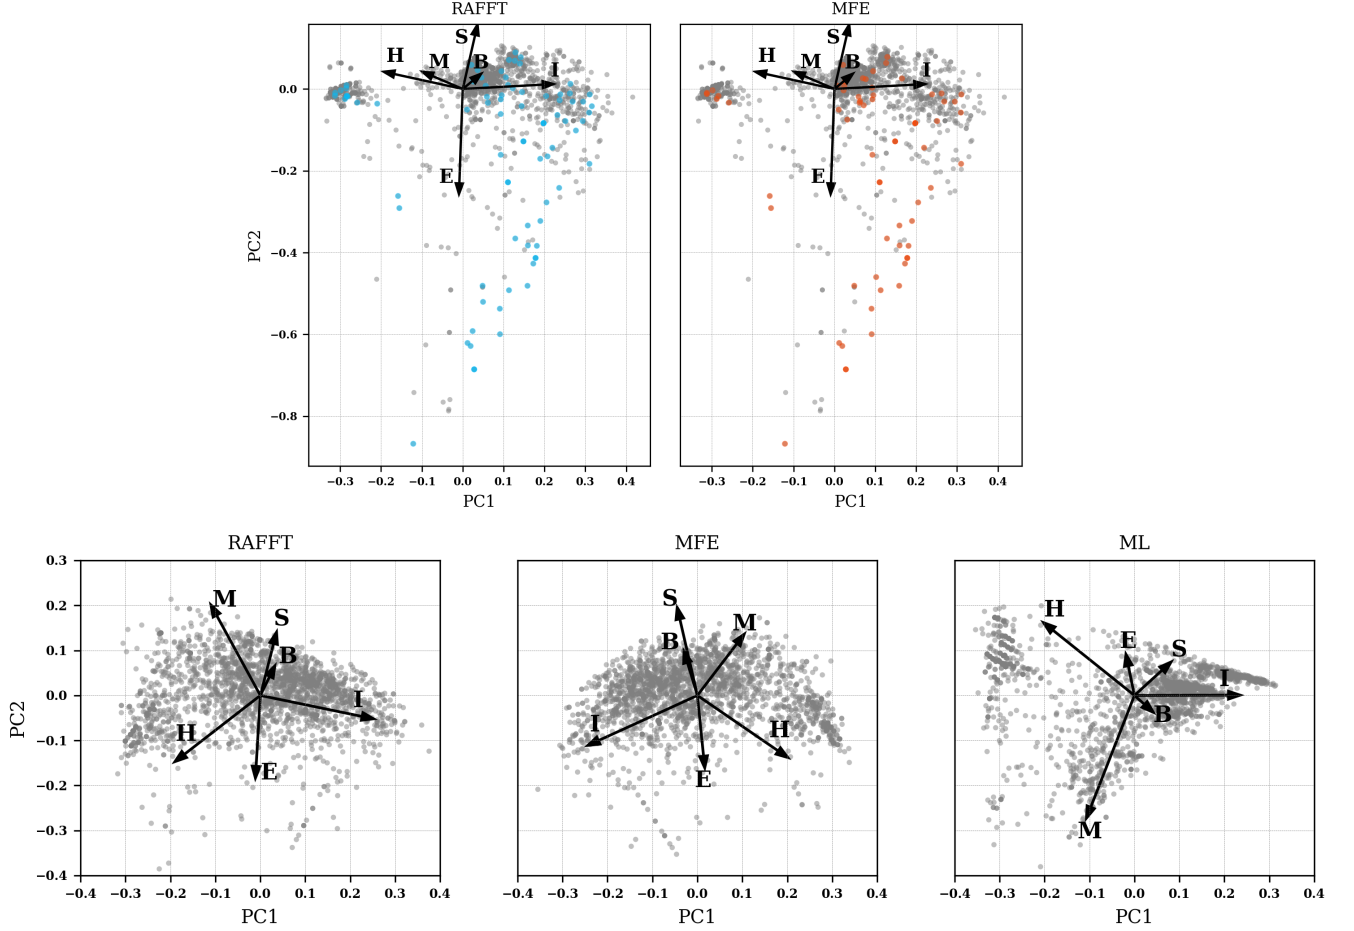 RAFFT MFE
S S
H M B I H M B I
0.0
−0.2
E E
PC2
−0.4
−0.6
−0.8
−0.3 −0.2 −0.1 0.0 0.1 0.2 0.3 0.4 −0.3 −0.2 −0.1 0.0 0.1 0.2 0.3 0.4
PC1 PC1
RAFFT MFE ML
0.3
0.2
0.1
0.0
−0.1
−0.2
−0.3
−0.4
PC2
M S B I H E
S M B I H E
H E S I B M
−0.4 −0.3 −0.2 −0.1 0.0 0.1 0.2 0.3 0.4 −0.4 −0.3 −0.2 −0.1 0.0 0.1 0.2 0.3 0.4 −0.4 −0.3 −0.2 −0.1 0.0 0.1 0.2 0.3 0.4
PC1 PC1 PC1